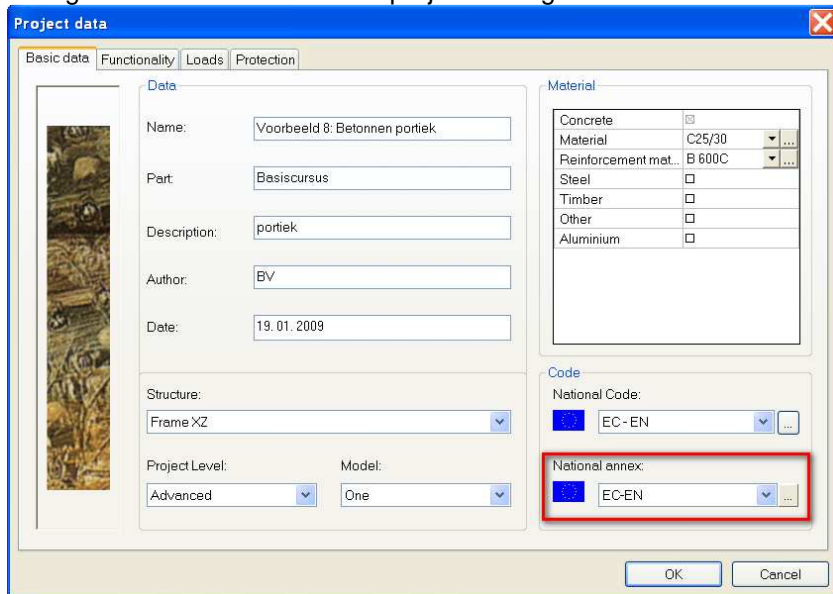 Project data
Basic data Functionality Loads Protection
Data
Name: Voorbeeld 8: Betonnen portiek
Part: Basiscursus
Description: portiek
Author: BV
Date: 19. 01. 2009
Structure:
Frame XZ
Project Level: Model:
Advanced One
Material
Concrete
Material C25/30 ...
Reinforcement mat... B 600C ...
Steel
Timber
Other
Aluminium
Code
National Code:
EC - EN ...
National annex:
EC-EN ...
OK Cancel